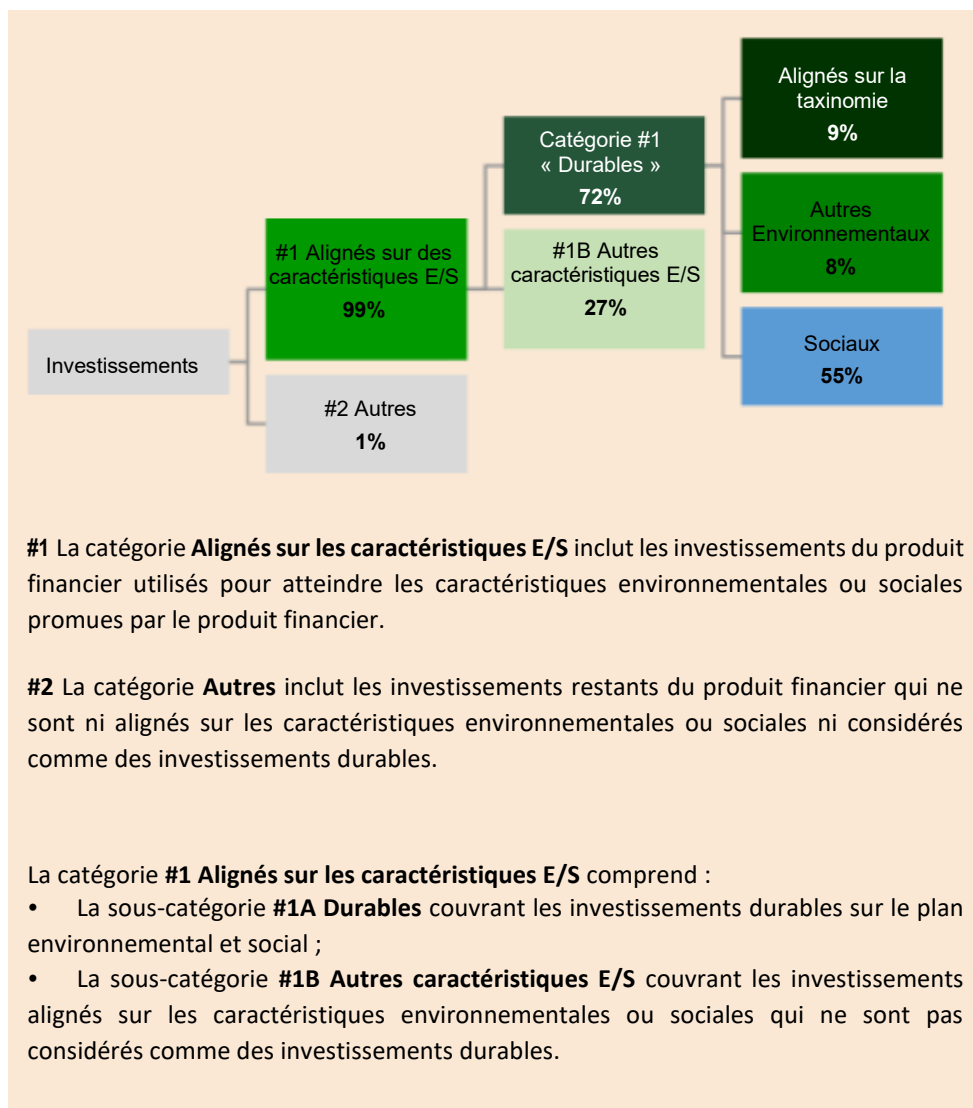 Alignés sur la
taxinomie
9%
Catégorie #1
« Durables »
72%
Autres
Environnementaux
8%
#1 Alignés sur des
caractéristiques E/S
99%
#1B Autres
caractéristiques E/S
27%
Sociaux
55%
Investissements
#2 Autres
1%
#1 La catégorie Alignés sur les caractéristiques E/S inclut les investissements du produit
financier utilisés pour atteindre les caractéristiques environnementales ou sociales
promues par le produit financier.
#2 La catégorie Autres inclut les investissements restants du produit financier qui ne
sont ni alignés sur les caractéristiques environnementales ou sociales ni considérés
comme des investissements durables.
La catégorie #1 Alignés sur les caractéristiques E/S comprend :
• La sous-catégorie #1A Durables couvrant les investissements durables sur le plan
environnemental et social ;
• La sous-catégorie #1B Autres caractéristiques E/S couvrant les investissements
alignés sur les caractéristiques environnementales ou sociales qui ne sont pas
considérés comme des investissements durables.